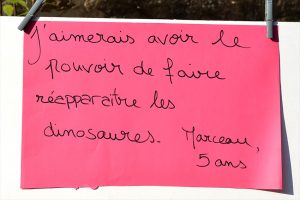 j'aimerais avoir le
pouvoir de faire
réapparaître les
dinosaures. Marceau,
5 ans